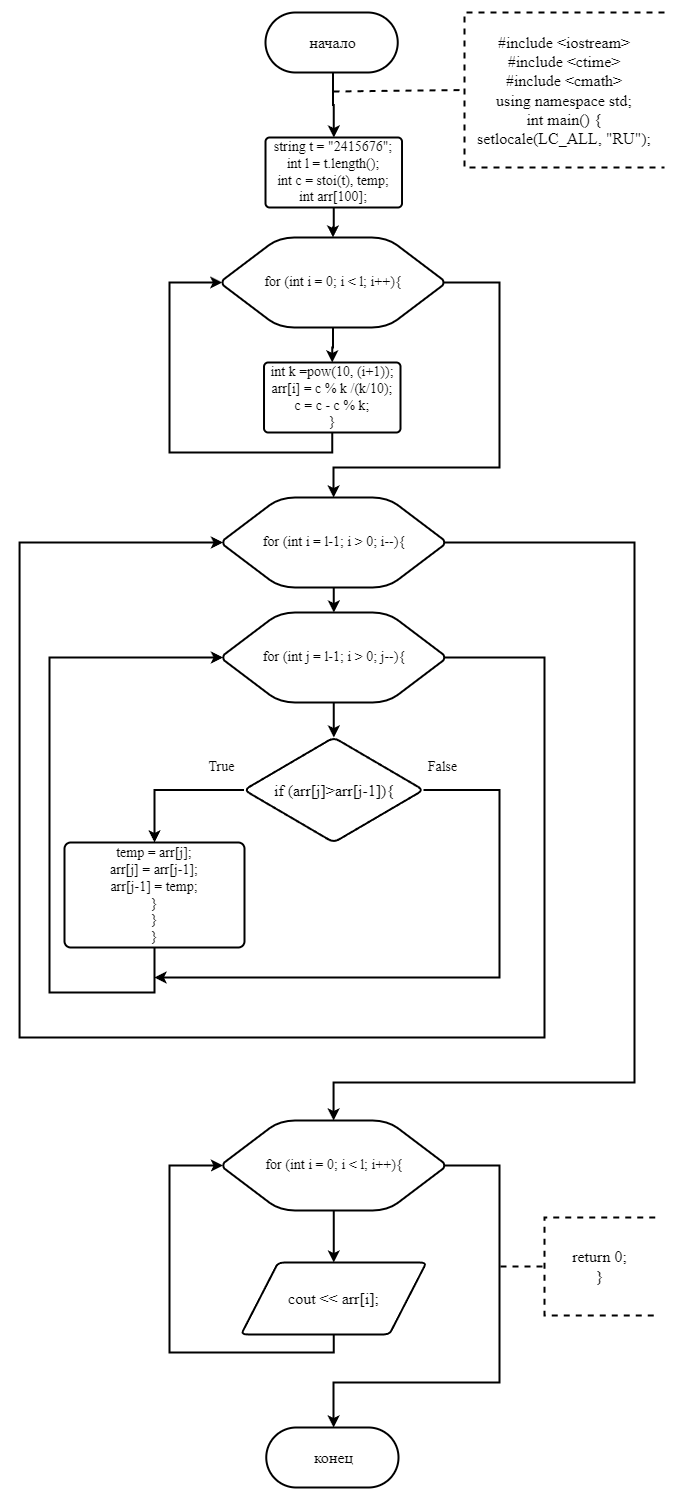 начало
#include <iostream>
#include <ctime>
#include <cmath>
using namespace std;
int main() {
setlocale(LC_ALL, "RU");
string t = "2415676";
int l = t.length();
int c = stoi(t), temp;
int arr[100];
for (int i = 0; i < l; i++){
int k =pow(10, (i+1));
arr[i] = c % k /(k/10);
c = c - c % k;
}
for (int i = l-1; i > 0; i--){
for (int j = l-1; i > 0; j--){
True
False
if (arr[j]>arr[j-1]){
temp = arr[j];
arr[j] = arr[j-1];
arr[j-1] = temp;
}
}
}
for (int i = 0; i < l; i++){
return 0;
}
cout << arr[i];
конец